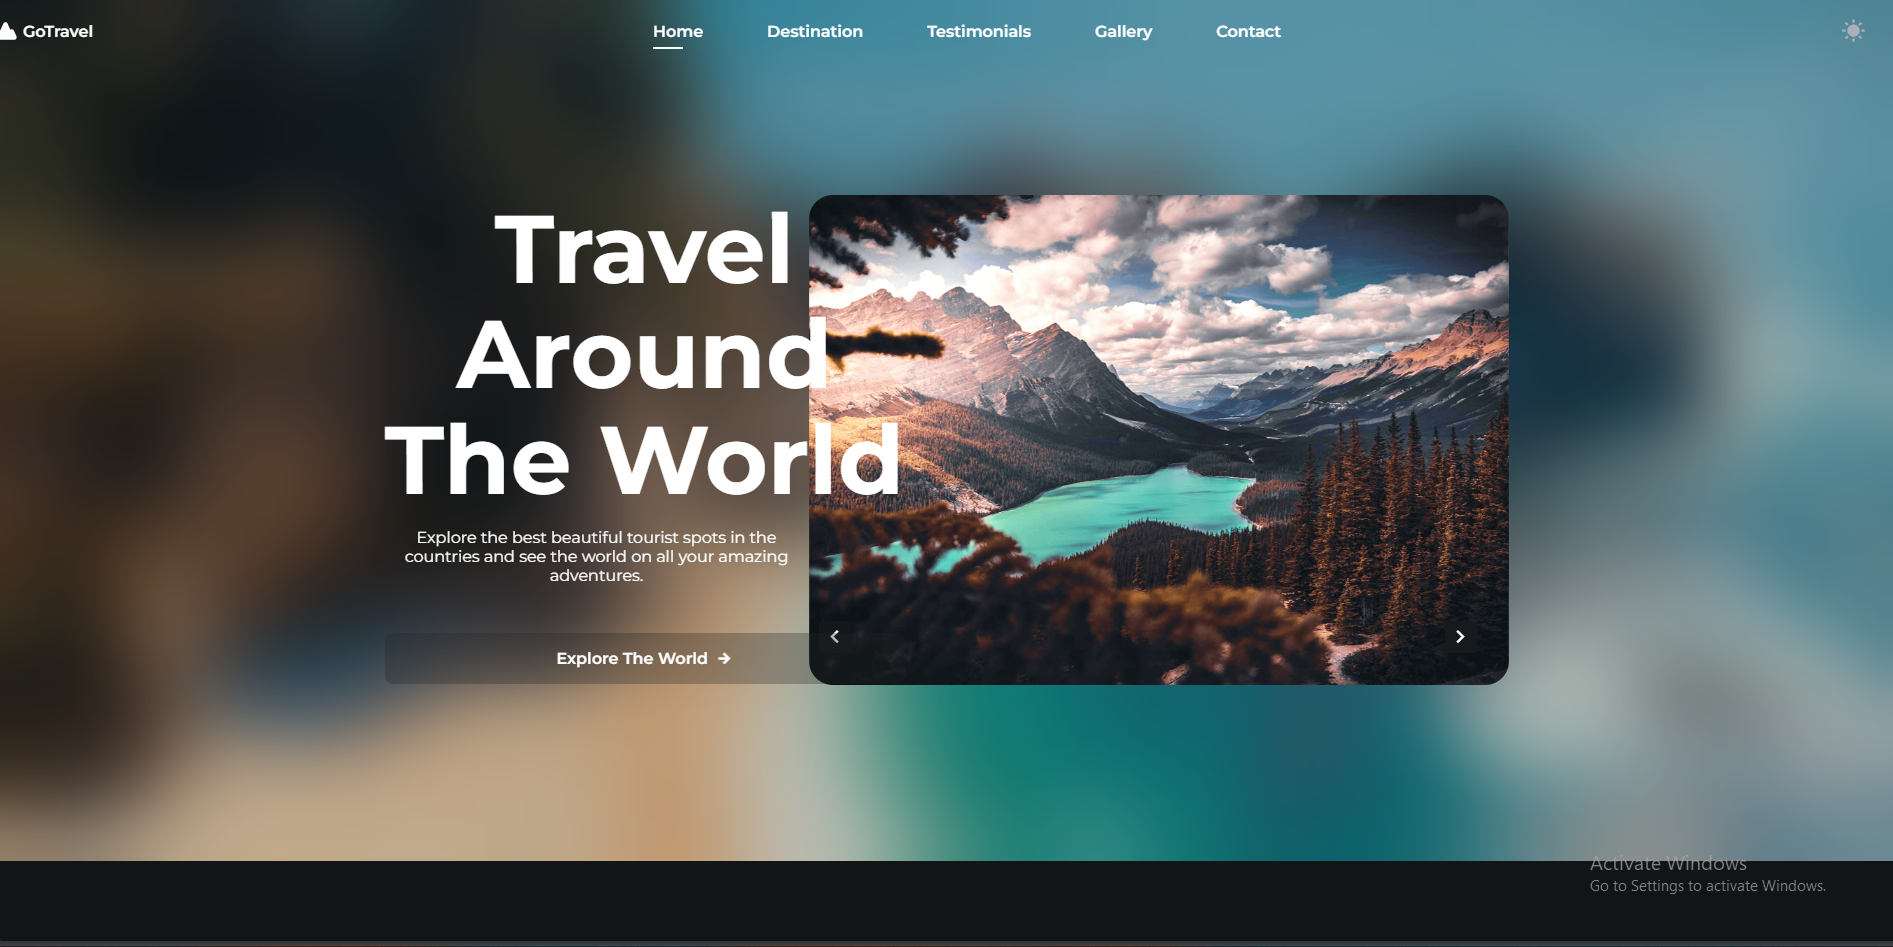 GoTravel
Home Destination Testimonials Gallery Contact
Travel
Around
The World
Explore the best beautiful tourist spots in the
countries and see the world on all your amazing
adventures.
Explore The World
Activate Windows
Go to Settings to activate Windows.